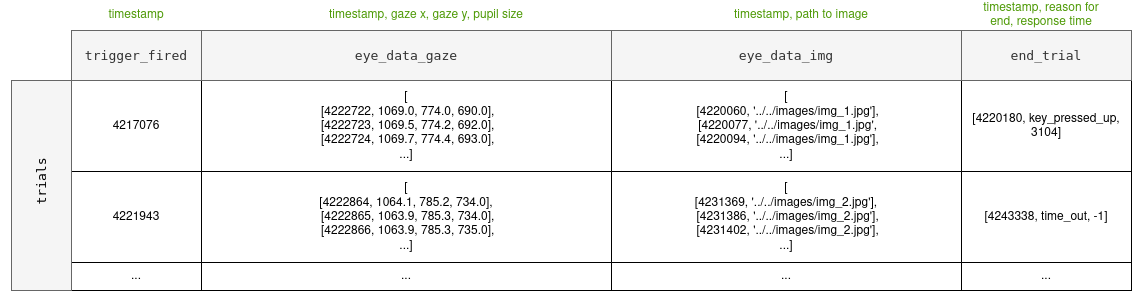 timestamp
timestamp, gaze x, gaze y, pupil size
timestamp, path to image
timestamp, reason for
end, response time
trigger_fired
eye_data_gaze
eye_data_img
end_trial
trials
4217076
[
[4222722, 1069.0, 774.0, 690.0],
[4222723, 1069.5, 774.2, 692.0],
[4222724, 1069.7, 774.4, 693.0],
...]
[
[4220060, '../../images/img_1.jpg'],
[4220077, '../../images/img_1.jpg',
[4220094, '../../images/img_1.jpg'],
...]
[4220180, key_pressed_up,
3104]
4221943
[
[4222864, 1064.1, 785.2, 734.0],
[4222865, 1063.9, 785.3, 734.0],
[4222866, 1063.9, 785.3, 735.0],
...]
[
[4231369, '../../images/img_2.jpg'],
[4231386, '../../images/img_2.jpg'],
[4231402, '../../images/img_2.jpg'],
...]
[4243338, time_out, -1]
...
...
...
...